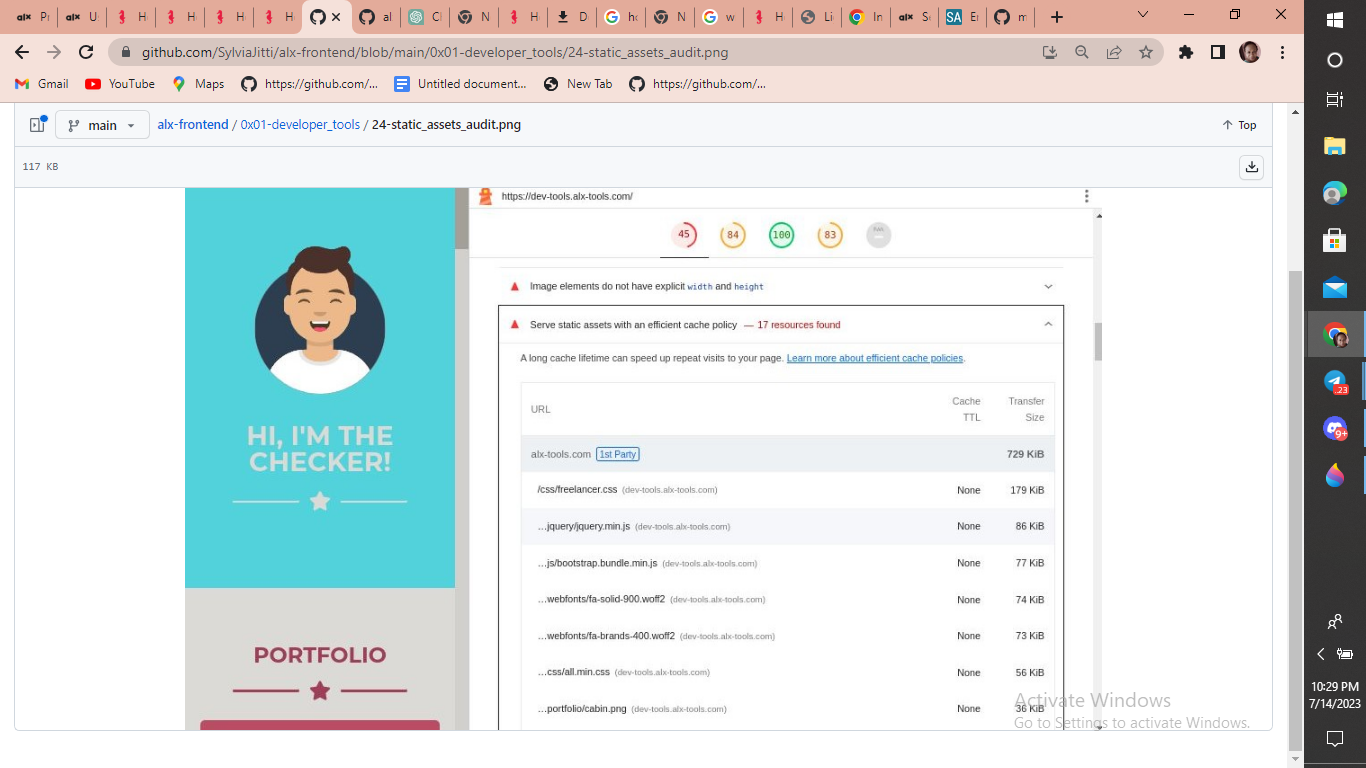 Pr
U
H
H
H
H
al
Cl
N
H
D
ho
N
w
H
Li
In
alx
S
SA
E
m
github.com/SylviaJitti/alx-frontend/blob/main/0x01-developer_tools/24-static_assets_audit.png
Gmail
YouTube
Maps
https://github.com/...
Untitled document...
New Tab
https://github.com/...
main
alx-frontend / 0x01-developer_tools / 24-static_assets_audit.png
Top
117 KB
https://dev-tools.alx-tools.com/
45 84 100 83
Image elements do not have explicit width and height
Serve static assets with an efficient cache policy — 17 resources found
A long cache lifetime can speed up repeat visits to your page. Learn more about efficient cache policies.
URL Cache TTL Transfer Size
alx-tools.com 1st Party 729 KiB
/css/freelancer.css (dev-tools.alx-tools.com) None 179 KiB
…jquery/jquery.min.js (dev-tools.alx-tools.com) None 86 KiB
…js/bootstrap.bundle.min.js (dev-tools.alx-tools.com) None 77 KiB
…webfonts/fa-solid-900.woff2 (dev-tools.alx-tools.com) None 74 KiB
…webfonts/fa-brands-400.woff2 (dev-tools.alx-tools.com) None 73 KiB
…css/all.min.css (dev-tools.alx-tools.com) None 56 KiB
…portfolio/cabin.png (dev-tools.alx-tools.com) None 36 KiB
HI, I'M THE
CHECKER!
PORTFOLIO
Activate Windows
Go to Settings to activate Windows.
23
9+
10:29 PM
7/14/2023